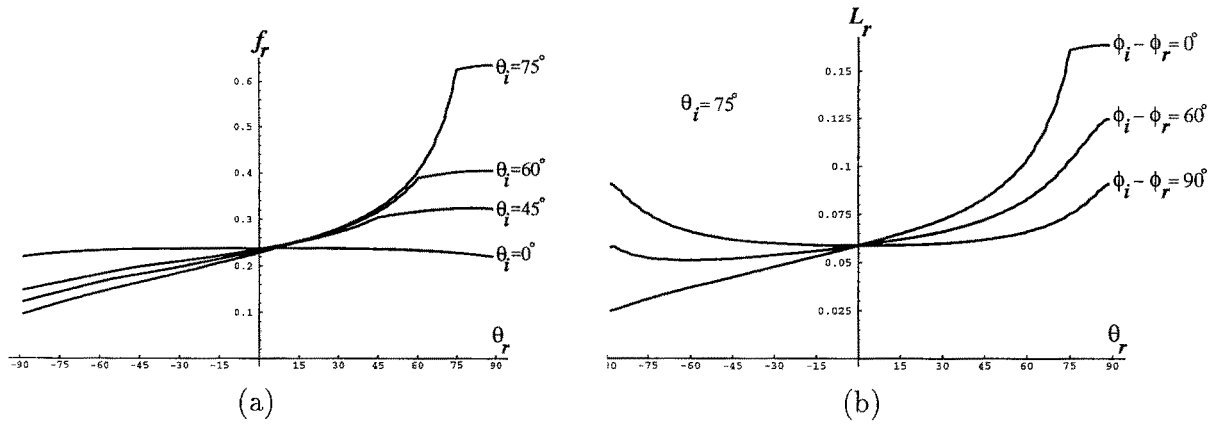 f_r
0.6
0.5
0.4
0.3
0.2
0.1
θ_i=75°
θ_i=60°
θ_i=45°
θ_i=0°
θ_r
-90 -75 -60 -45 -30 -15 15 30 45 60 75 90
(a)
L_r
0.15
0.125
0.1
0.075
0.05
0.025
θ_i=75°
ϕ_i − ϕ_r=0°
ϕ_i − ϕ_r=60°
ϕ_i − ϕ_r=90°
θ_r
90 -75 -60 -45 -30 -15 15 30 45 60 75 90
(b)